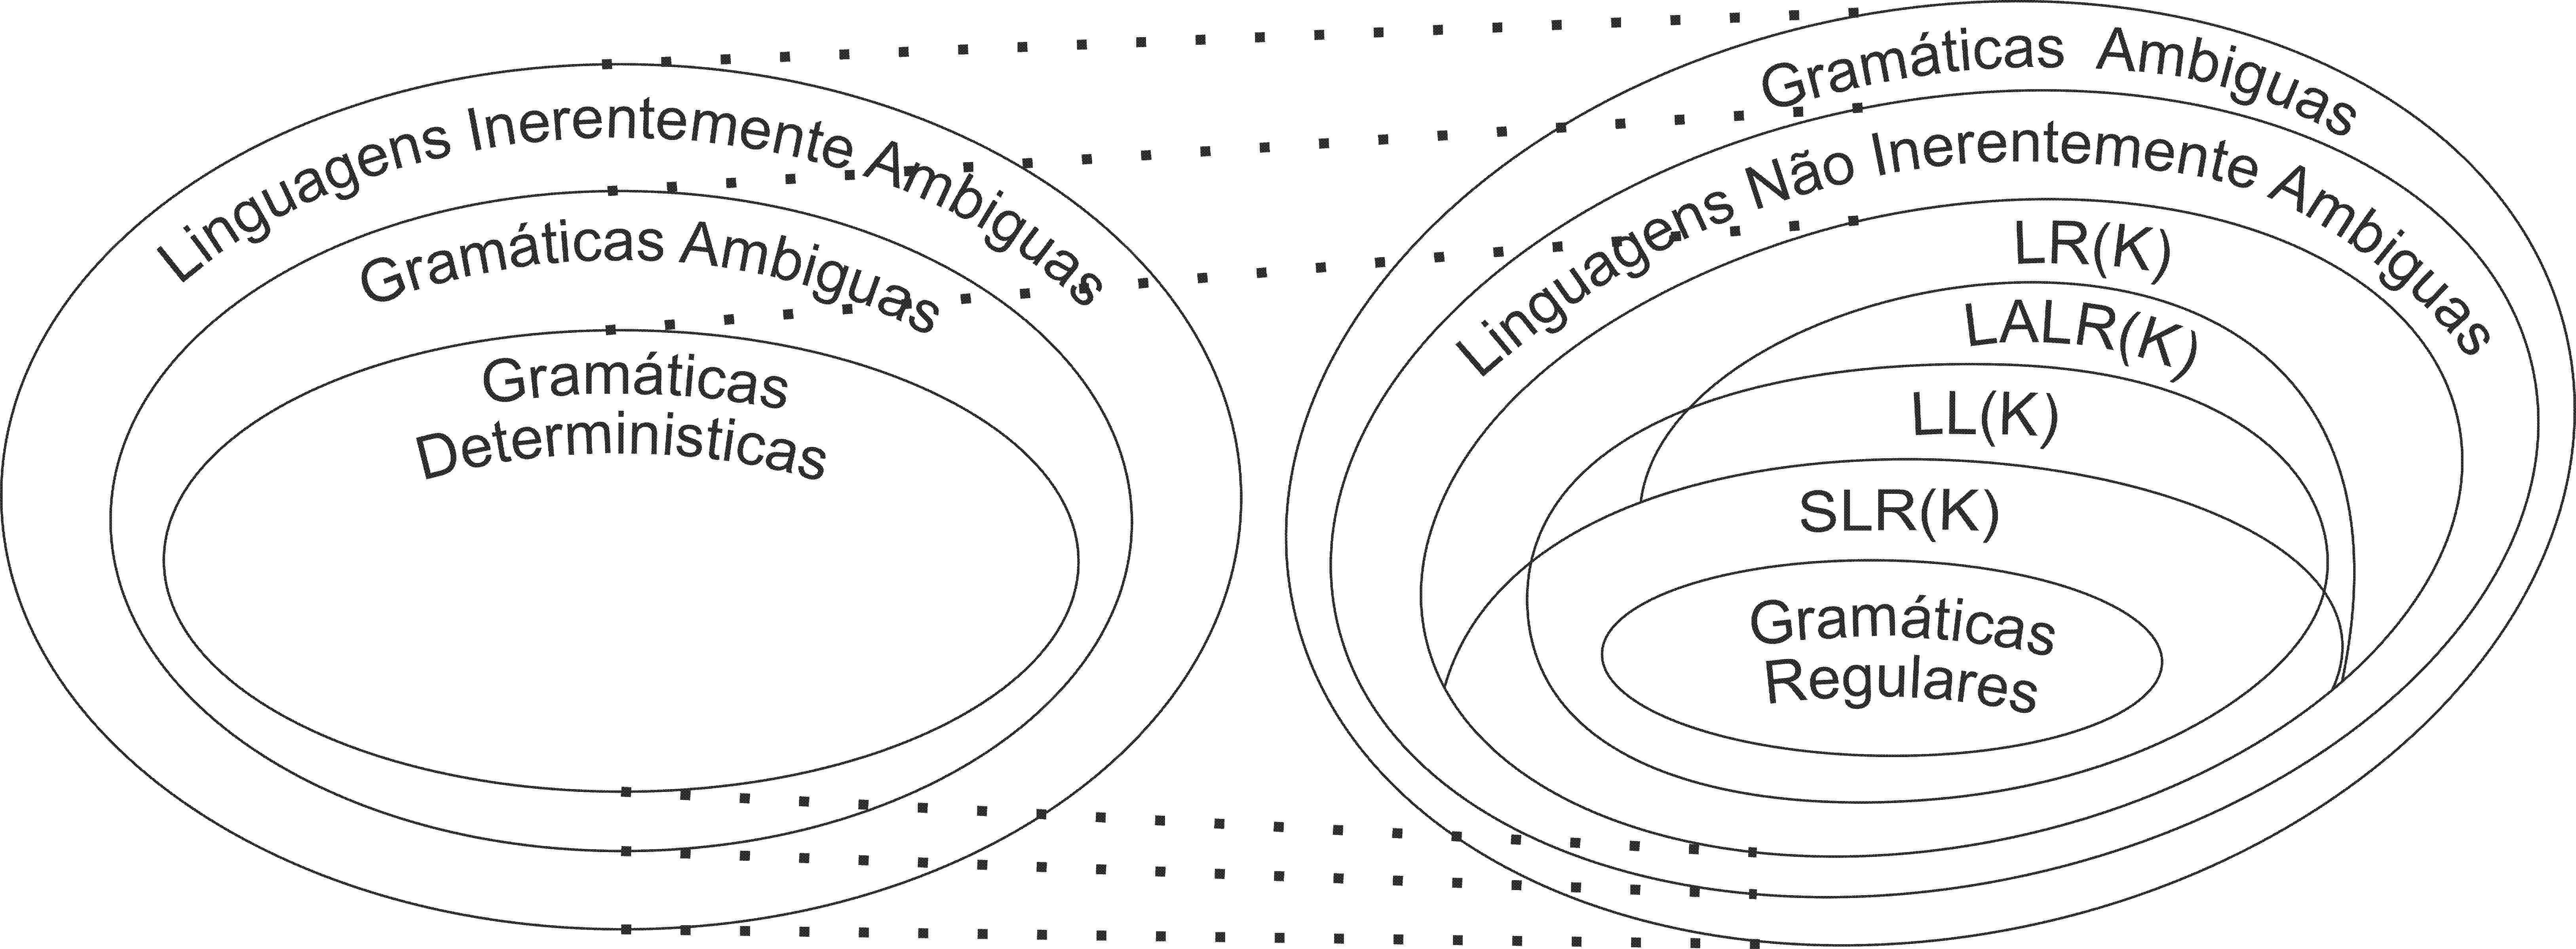 Linguagens Inerentemente Ambiguas
Gramáticas Ambiguas
Gramáticas
Deterministicas
Gramáticas Ambiguas
Linguagens Não Inerentemente Ambiguas
LR(K)
LALR(K)
LL(K)
SLR(K)
Gramáticas
Regulares